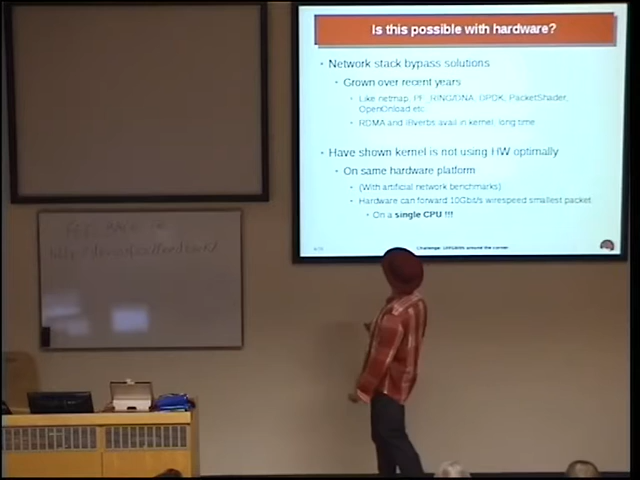 Is this possible with hardware?
• Network stack bypass solutions
• Grown over recent years
• Like netmap, PF_RING/DNA, DPDK, PacketShader,
OpenOnload etc.
• RDMA and IBverbs avail in kernel, long time
• Have shown kernel is not using HW optimally
• On same hardware platform
• (With artificial network benchmarks)
• Hardware can forward 10Gbit/s wirespeed smallest packet
• On a single CPU !!!
Challenge: 10Gbit/s around the corner